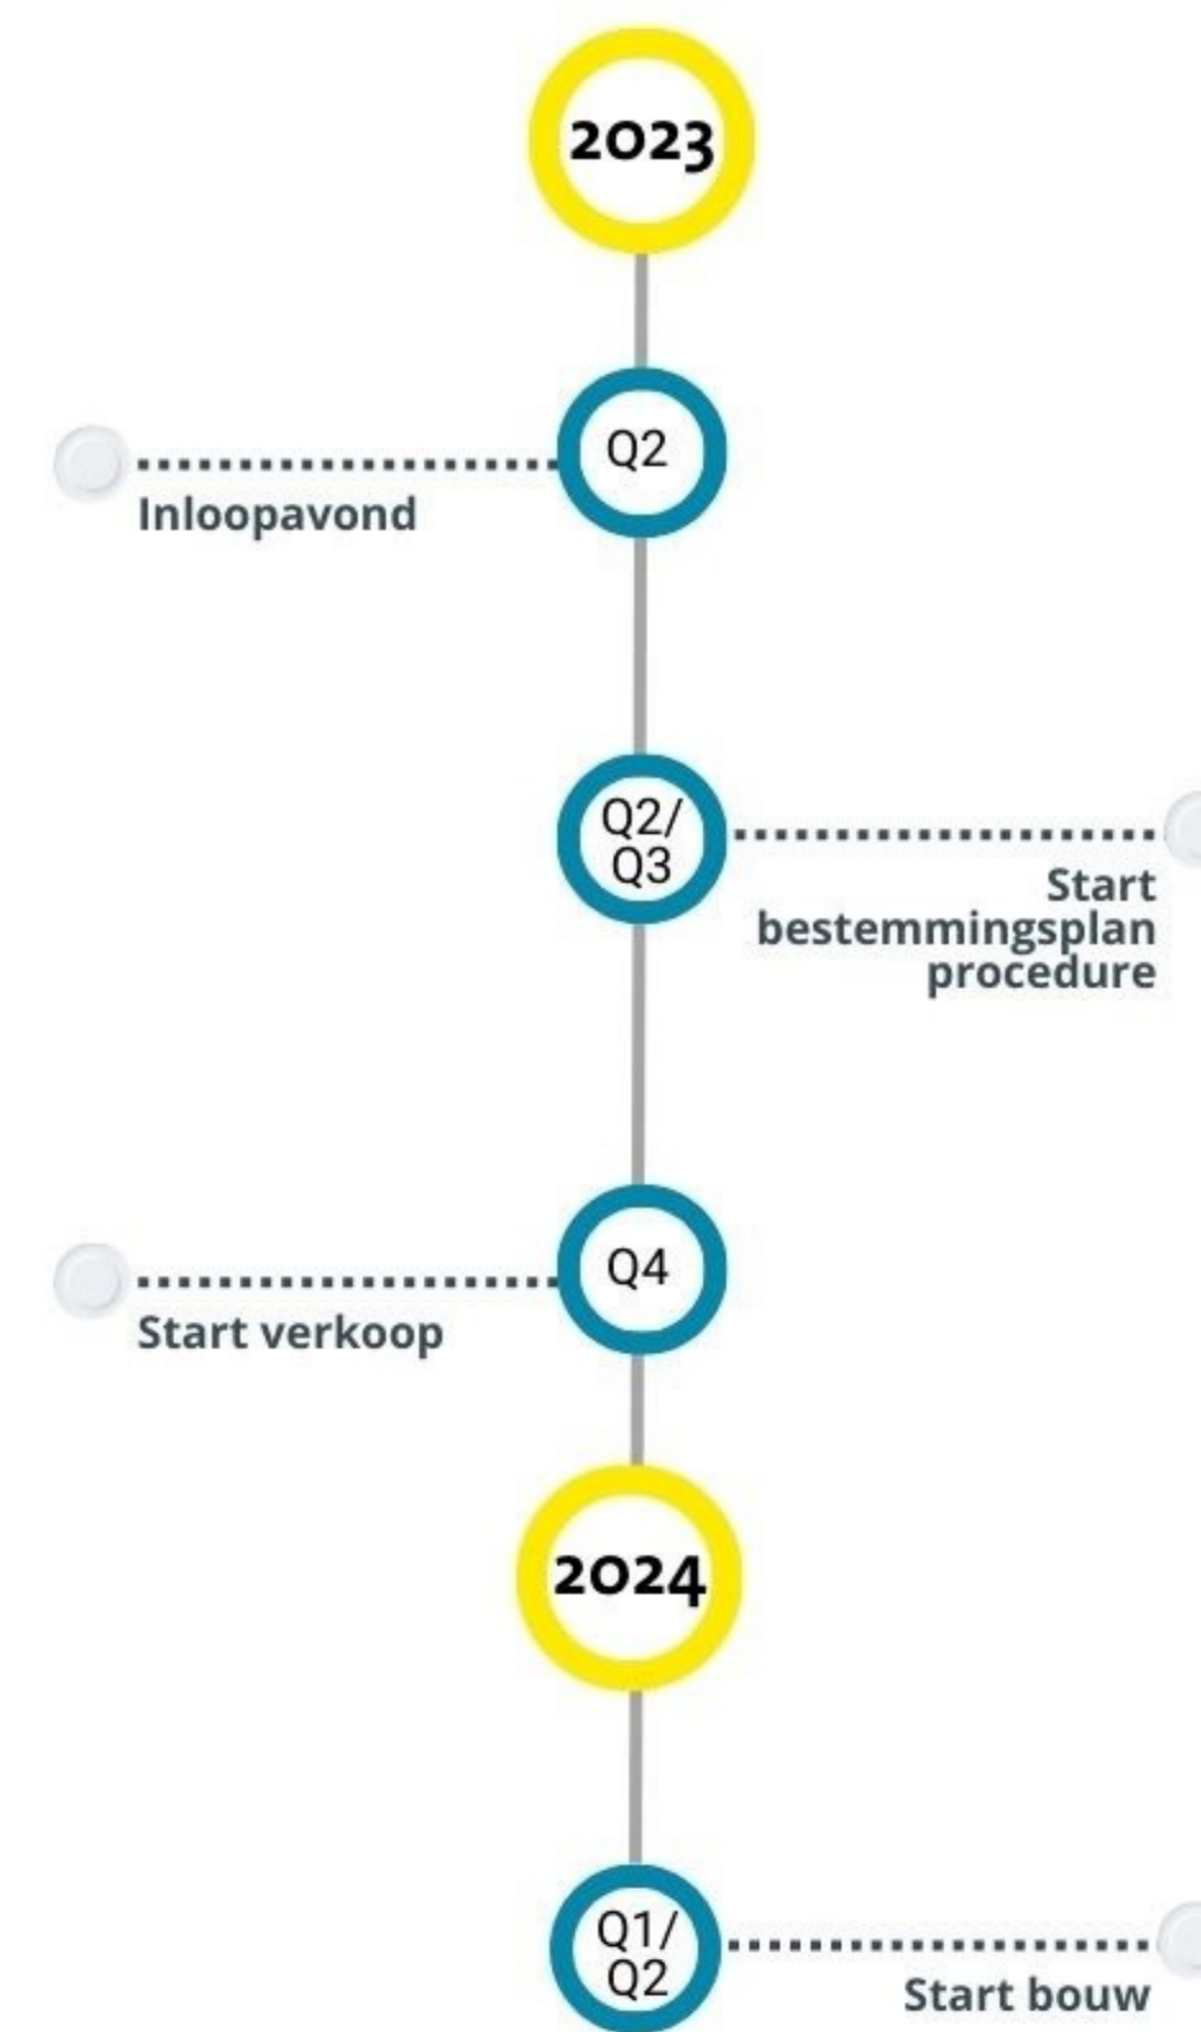 2023
Q2
Inloopavond
Q2/
Q3
Start
bestemmingsplan
procedure
Q4
Start verkoop
2024
Q1/
Q2
Start bouw